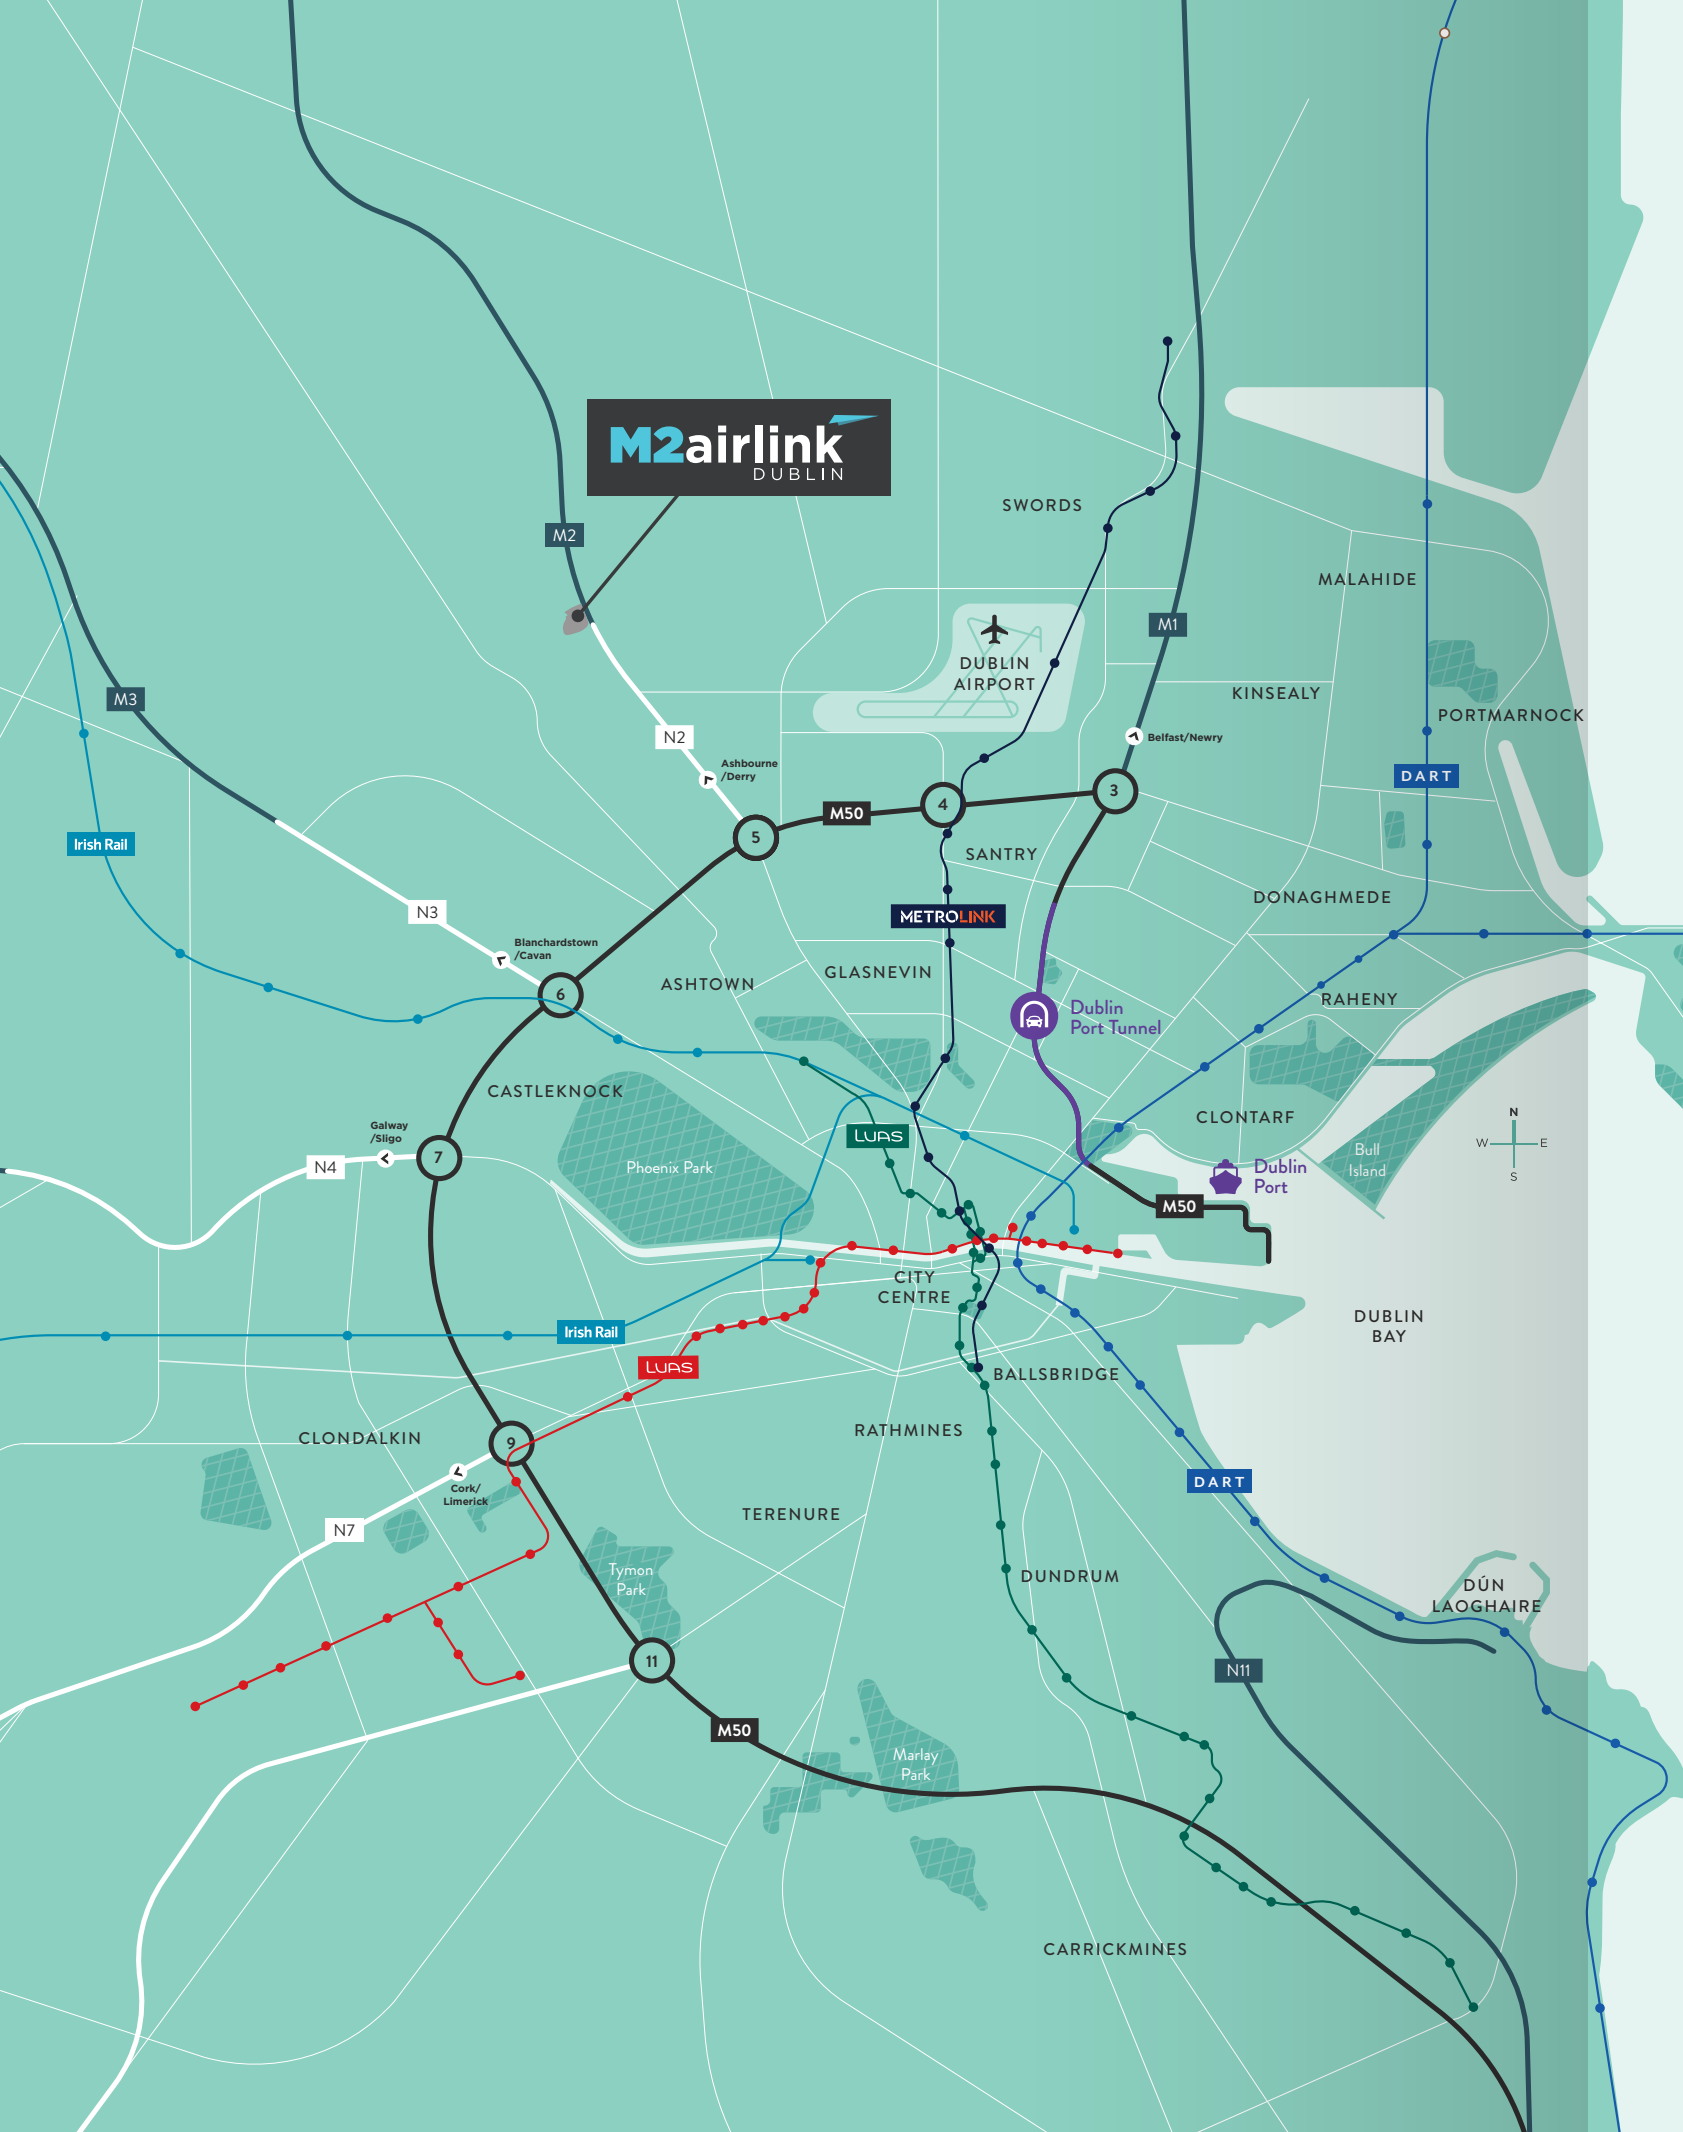 M2airlink
DUBLIN
SWORDS
M2
MALAHIDE
M1
DUBLIN
AIRPORT
KINSEALY
M3
PORTMARNOCK
N2
Belfast/Newry
Ashbourne
/Derry
DART
3
4
M50
5
Irish Rail
SANTRY
DONAGHMEDE
N3
METROLINK
Blanchardstown
/Cavan
GLASNEVIN
ASHTOWN
6
RAHENY
Dublin
Port Tunnel
CASTLEKNOCK
CLONTARF
N
W
E
S
Galway
/Sligo
LUAS
7
N4
Phoenix Park
Bull
Island
Dublin
Port
M50
CITY
CENTRE
DUBLIN
BAY
Irish Rail
LUAS
BALLSBRIDGE
RATHMINES
CLONDALKIN
9
DART
Cork/
Limerick
TERENURE
N7
Tymon
Park
DUNDRUM
DÚN
LAOGHAIRE
11
N11
M50
Marlay
Park
CARRICKMINES